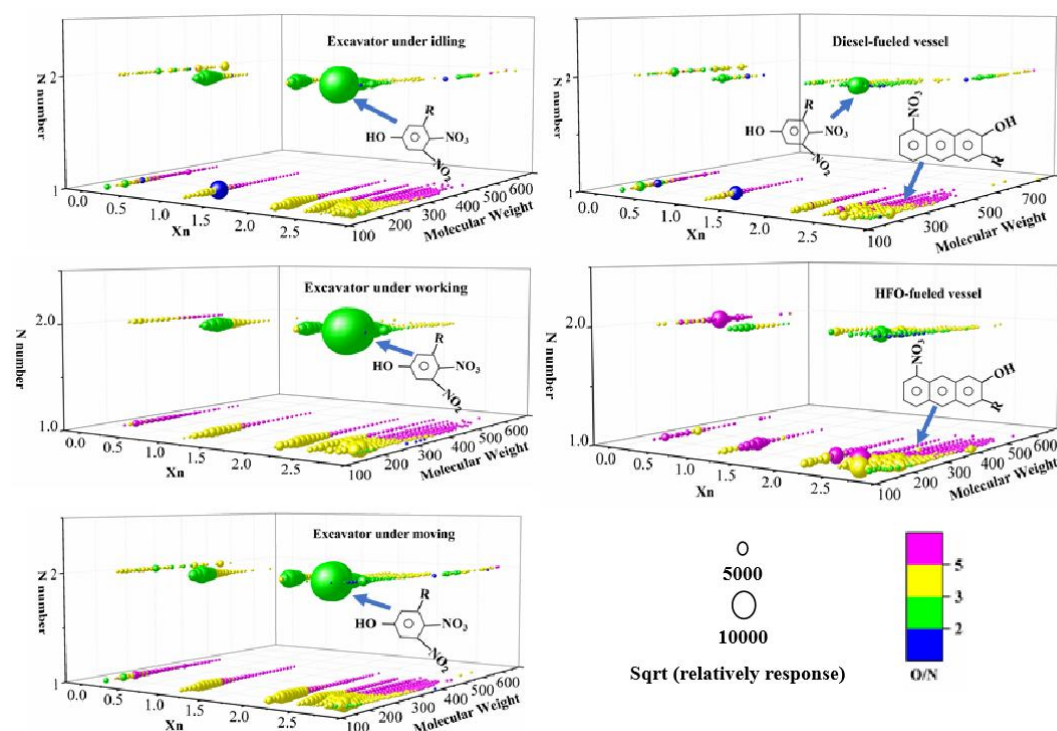 Excavator under idling
N number
2
1
0.0
0.5
1.0
1.5
2.0
2.5
Xn
100
200
300
400
500
600
Molecular Weight
HO
R
NO3
NO2
Diesel-fueled vessel
N number
2
1
0.0
0.5
1.0
1.5
2.0
2.5
Xn
100
300
500
700
Molecular Weight
HO
R
NO3
NO3
NO3
OH
R
Excavator under working
N number
2.0
1.0
0.0
0.5
1.0
1.5
2.0
2.5
Xn
100
200
300
400
500
600
Molecular Weight
HO
R
NO3
NO2
HFO-fueled vessel
N number
2.0
1.0
0.0
0.5
1.0
1.5
2.0
2.5
Xn
100
200
300
400
500
600
Molecular Weight
NO3
OH
R
Excavator under moving
N number
2
1
0.0
0.5
1.0
1.5
2.0
2.5
Xn
100
200
300
400
500
600
Molecular Weight
HO
R
NO3
NO2
5000
10000
Sqrt (relatively response)
5
3
2
O/N